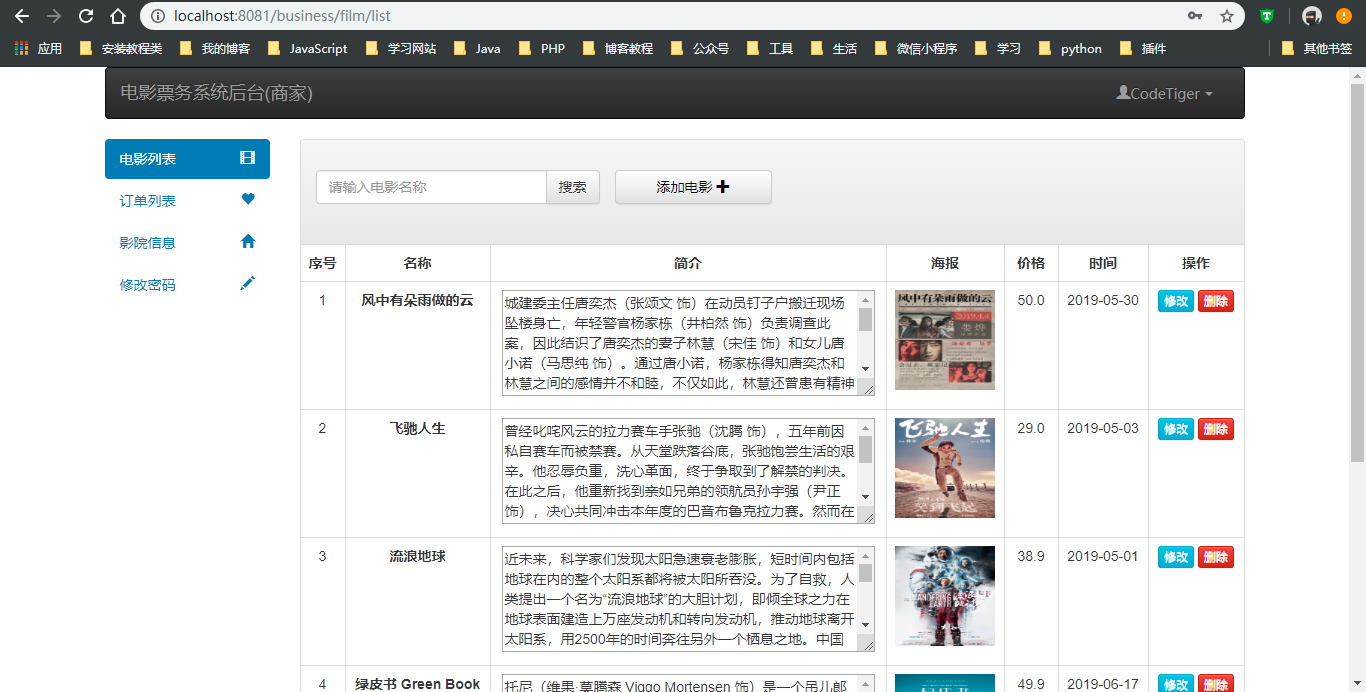 localhost:8081/business/film/list
应用 安装教程类 我的博客 JavaScript 学习网站 Java PHP 博客教程 公众号 工具 生活 微信小程序 学习 python 插件 其他书签
电影票务系统后台(商家) CodeTiger
电影列表
订单列表
影院信息
修改密码
请输入电影名称 搜索 添加电影
序号 名称 简介 海报 价格 时间 操作
1 风中有朵雨做的云 50.0 2019-05-30 修改 删除
城建委主任唐奕杰（张颂文 饰）在动员钉子户搬迁现场
坠楼身亡，年轻警官杨家栋（井柏然 饰）负责调查此
案，因此结识了唐奕杰的妻子林慧（宋佳 饰）和女儿唐
小诺（马思纯 饰）。通过唐小诺，杨家栋得知唐奕杰和
林慧之间的感情并不和睦，不仅如此，林慧还曾患有精神
风中有朵雨做的云
2019.4.4
娄烨
2 飞驰人生 29.0 2019-05-03 修改 删除
曾经叱咤风云的拉力赛车手张驰（沈腾 饰），五年前因
私自赛车而被禁赛。从天堂跌落谷底，张驰饱尝生活的艰
辛。他忍辱负重，洗心革面，终于争取到了解禁的判决。
在此之后，他重新找到亲如兄弟的领航员孙宇强（尹正
饰），决心共同冲击本年度的巴音布鲁克拉力赛。然而在
飞驰人生
笑到飞起
3 流浪地球 38.9 2019-05-01 修改 删除
近未来，科学家们发现太阳急速衰老膨胀，短时间内包括
地球在内的整个太阳系都将被太阳所吞没。为了自救，人
类提出一个名为“流浪地球”的大胆计划，即倾全球之力在
地球表面建造上万座发动机和转向发动机，推动地球离开
太阳系，用2500年的时间奔往另外一个栖息之地。中国
WANDERING
EARTH
4 绿皮书 Green Book 49.9 2019-06-17 修改 删除
托尼（维果·莫腾森 Viggo Mortensen 饰）是一个吊儿郎